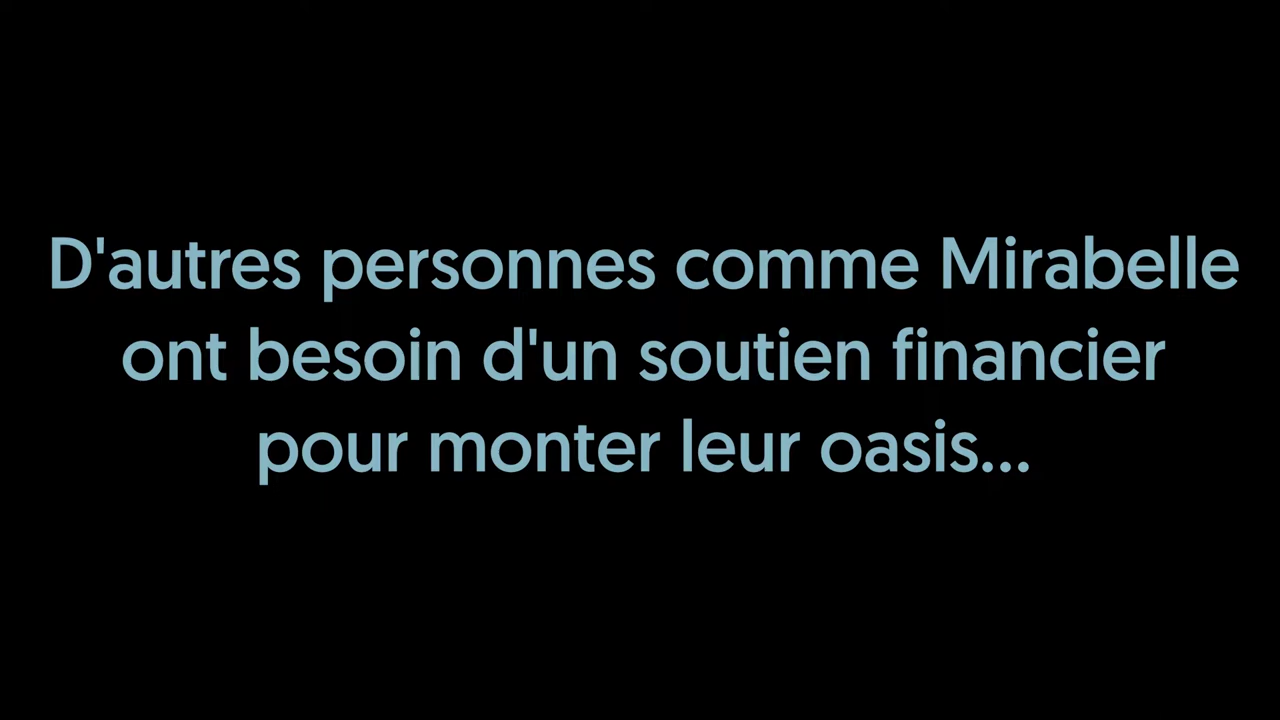 D'autres personnes comme Mirabelle
ont besoin d'un soutien financier
pour monter leur oasis...